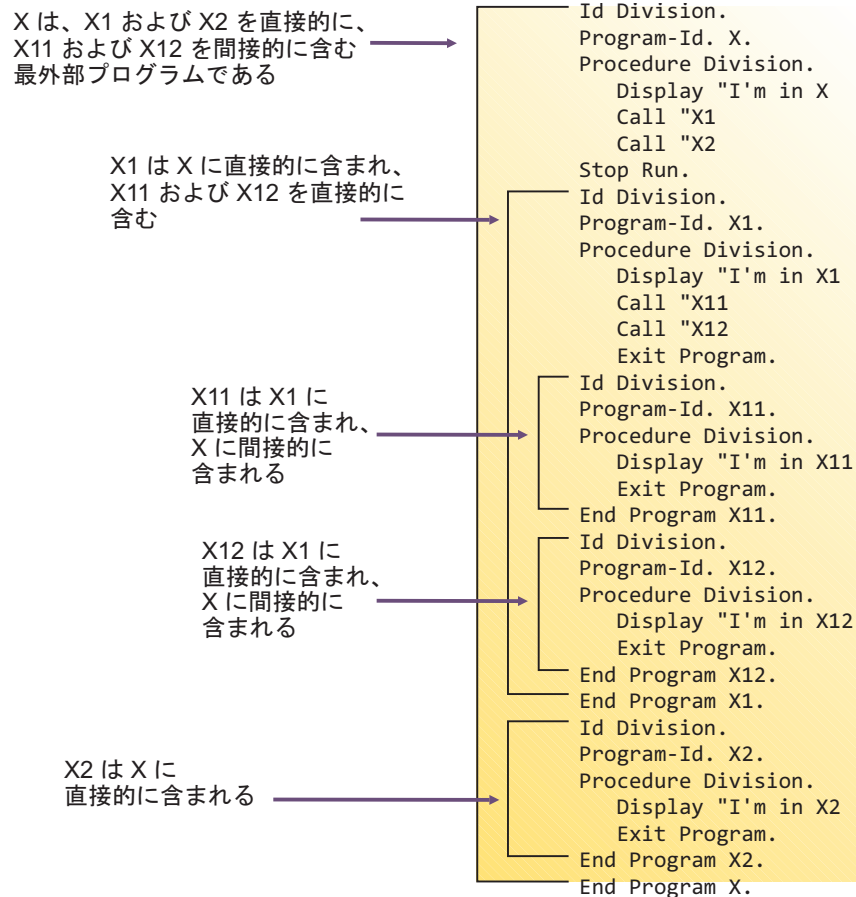 X は、X1 および X2 を直接的に、
X11 および X12 を間接的に含む
最外部プログラムである
X1 は X に直接的に含まれ、
X11 および X12 を直接的に
含む
X11 は X1 に
直接的に含まれ、
X に間接的に
含まれる
X12 は X1 に
直接的に含まれ、
X に間接的に
含まれる
X2 は X に
直接的に含まれる
Id Division.
Program-Id. X.
Procedure Division.
Display "I'm in X
Call "X1
Call "X2
Stop Run.
Id Division.
Program-Id. X1.
Procedure Division.
Display "I'm in X1
Call "X11
Call "X12
Exit Program.
Id Division.
Program-Id. X11.
Procedure Division.
Display "I'm in X11
Exit Program.
End Program X11.
Id Division.
Program-Id. X12.
Procedure Division.
Display "I'm in X12
Exit Program.
End Program X12.
End Program X1.
Id Division.
Program-Id. X2.
Procedure Division.
Display "I'm in X2
Exit Program.
End Program X2.
End Program X.